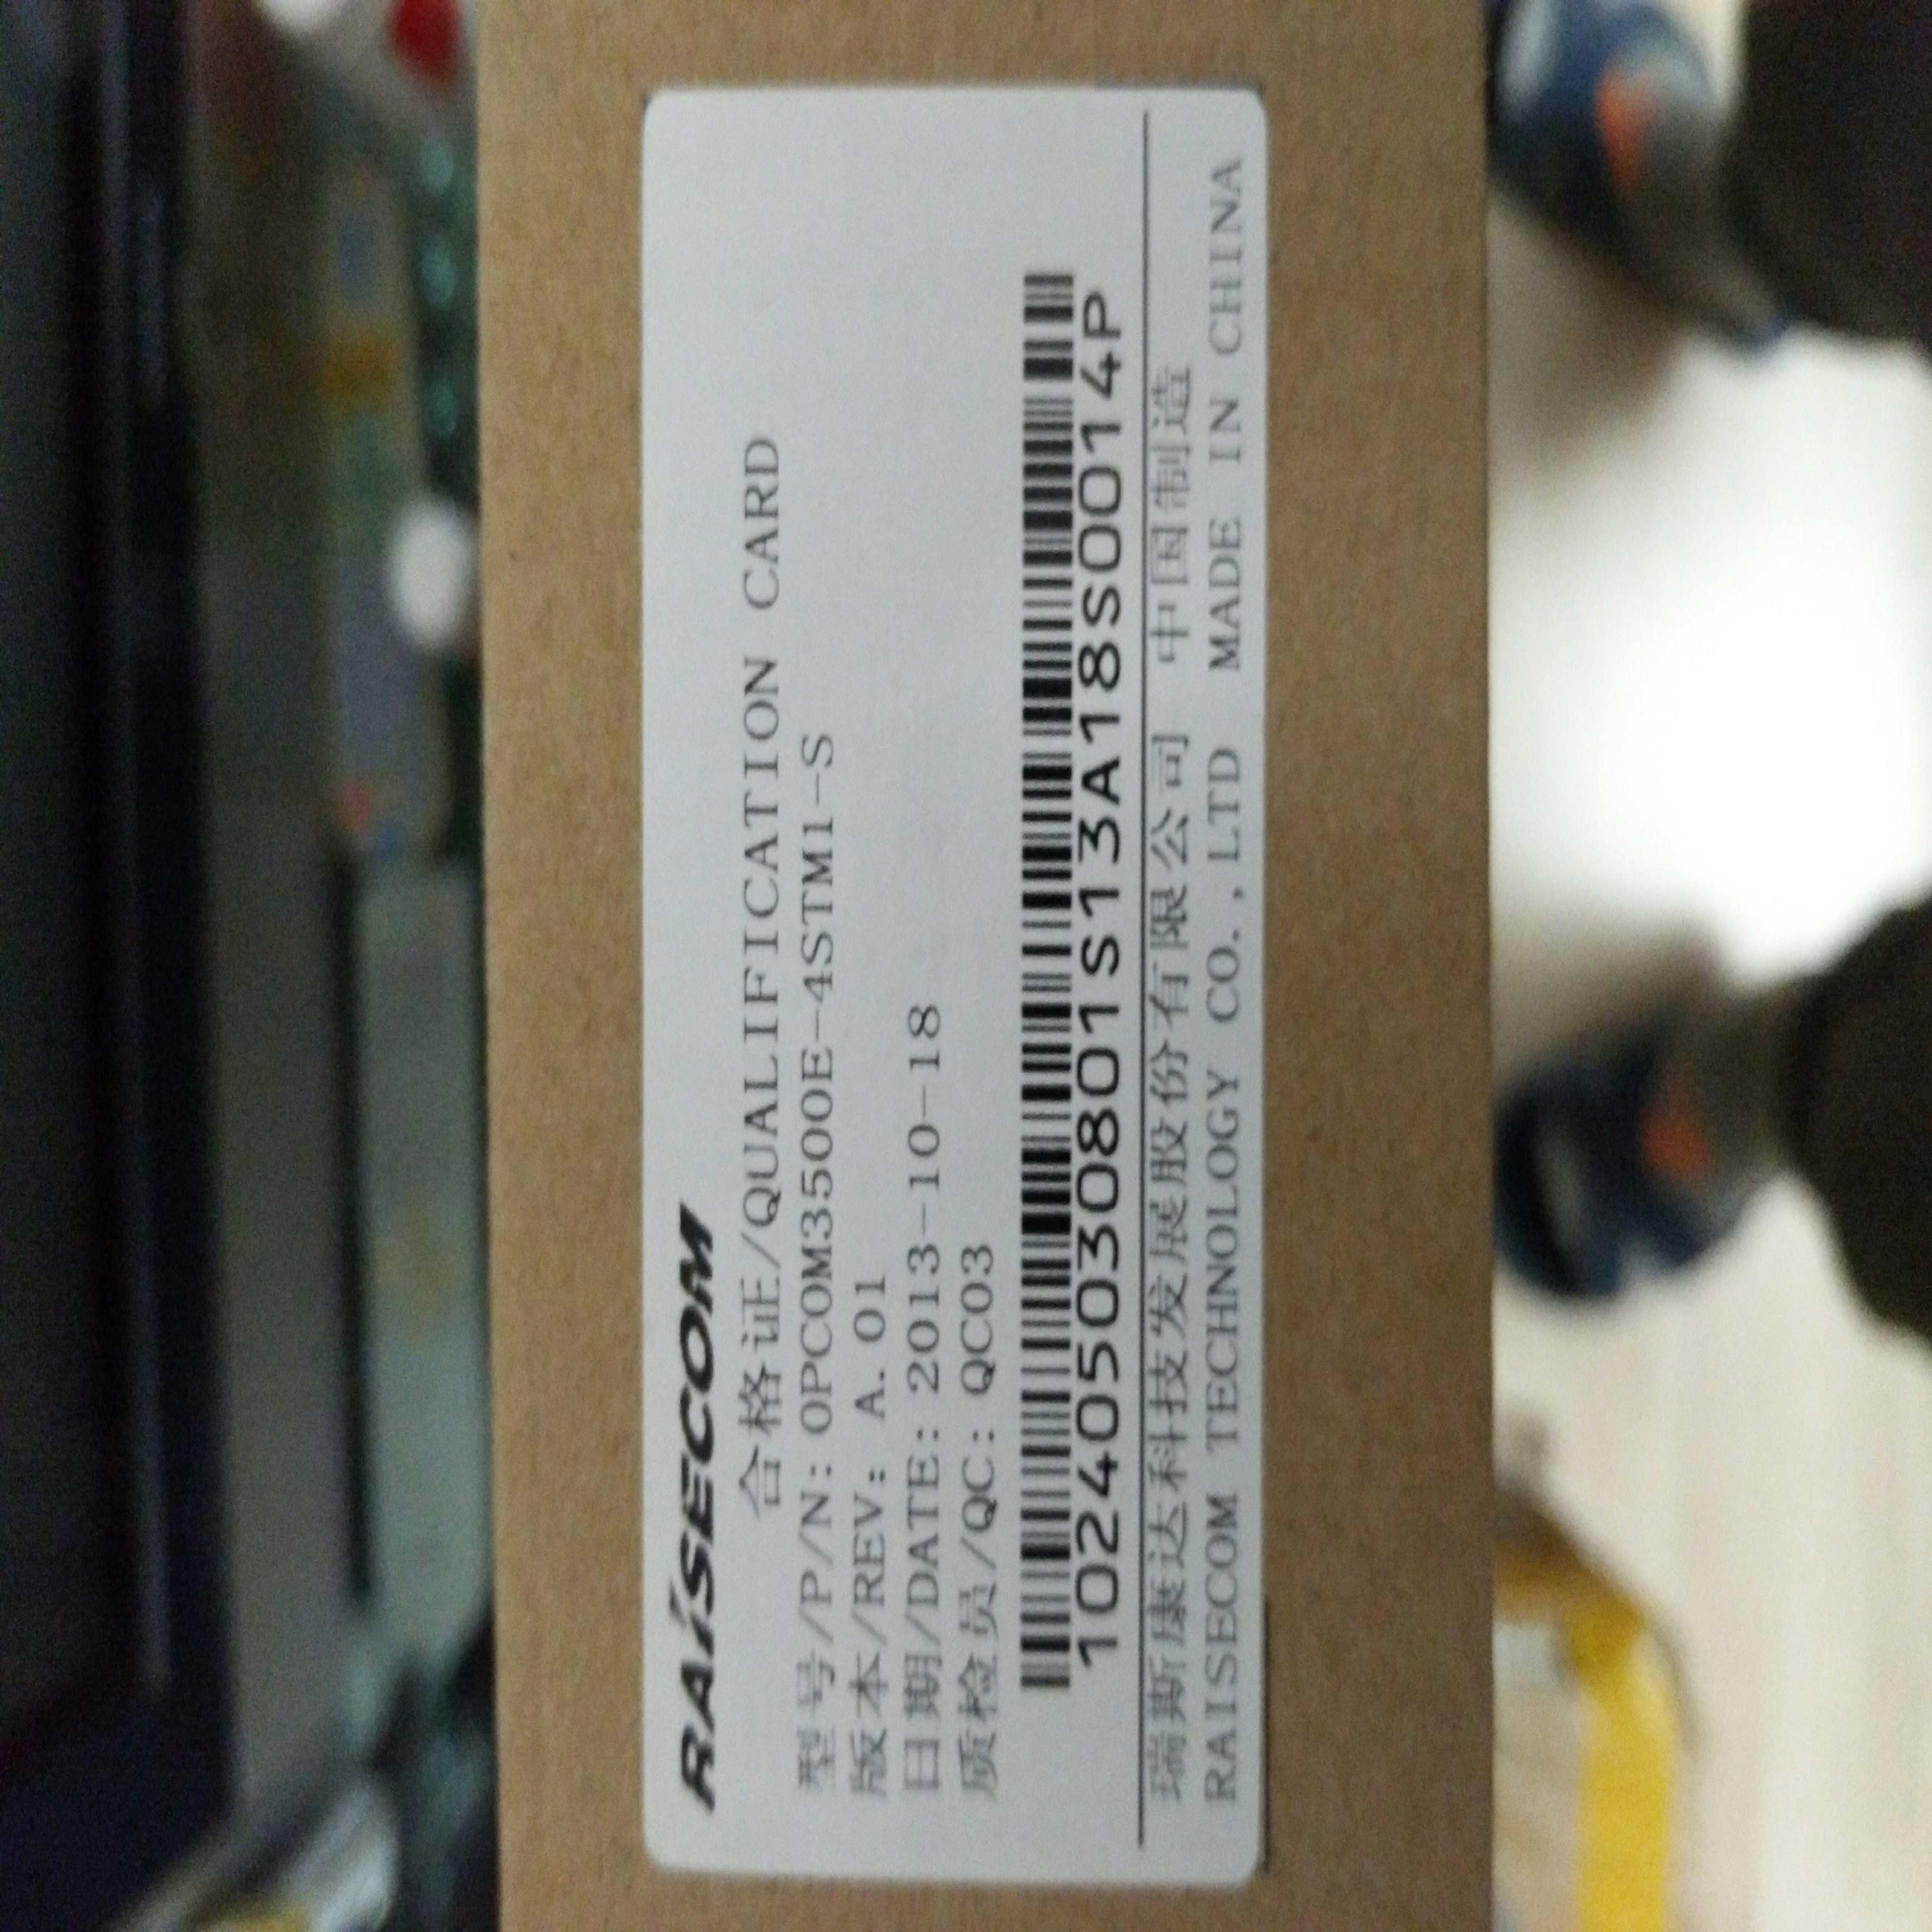 RAISECOM
合格证/QUALIFICATION CARD
型号/P/N: OPCOM3500E-4STM1-S
版本/REV: A.01
日期/DATE: 2013-10-18
质检员/QC: QC03
102405030801S13A18S0014P
瑞斯康达科技发展股份有限公司 中国制造
RAISECOM TECHNOLOGY CO.,LTD MADE IN CHINA